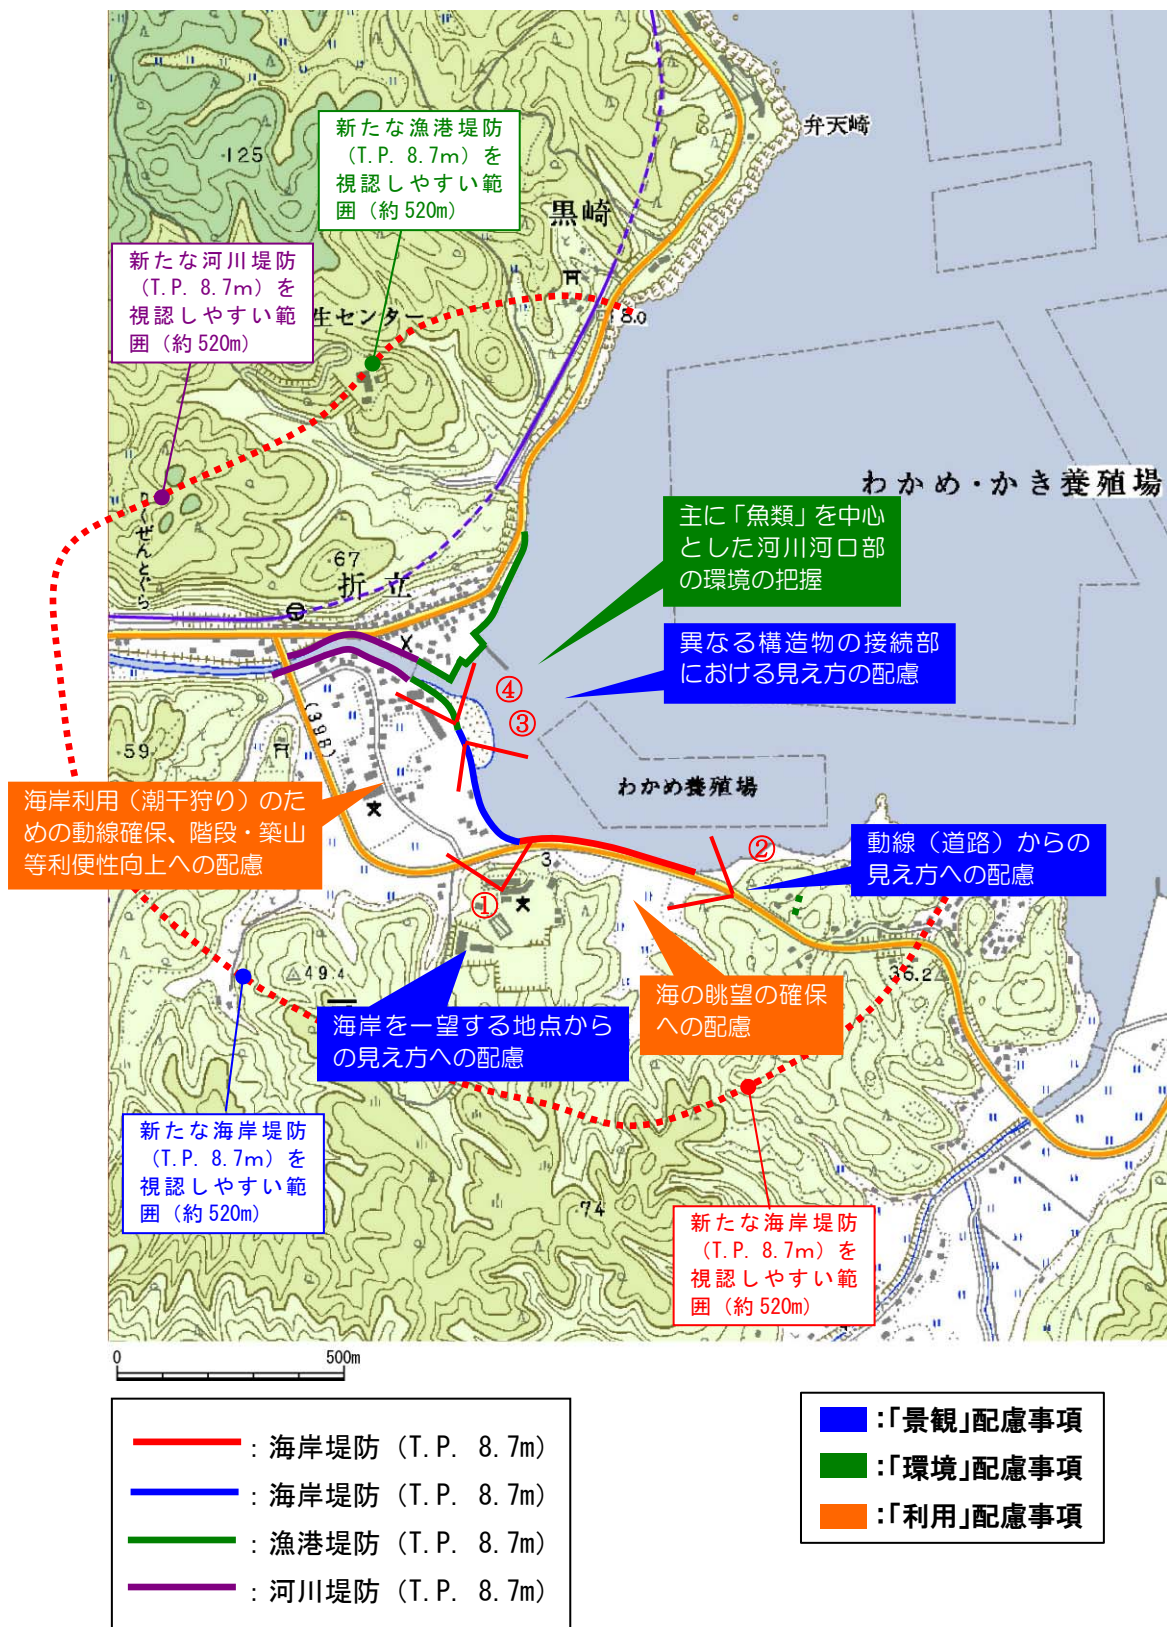 弁天崎
新たな漁港堤防
（T.P. 8.7m）を
視認しやすい範
囲（約520m）
・125
黒崎
新たな河川堤防
（T.P. 8.7m）を
視認しやすい範
囲（約520m）
生センター
8.0
わかめ・かき養殖場
主に「魚類」を中心
とした河川河口部
の環境の把握
りくぜんとぐら
・67
折立
異なる構造物の接続部
における見え方の配慮
④
③
(398)
・59
わかめ養殖場
海岸利用（潮干狩り）のた
めの動線確保、階段・築山
等利便性向上への配慮
動線（道路）からの
見え方への配慮
②
3
①
49.4
36.2
海の眺望の確保
への配慮
海岸を一望する地点から
の見え方への配慮
新たな海岸堤防
（T.P. 8.7m）を
視認しやすい範
囲（約520m）
・74
新たな海岸堤防
（T.P. 8.7m）を
視認しやすい範
囲（約520m）
0 500m
：海岸堤防（T.P. 8.7m）
：海岸堤防（T.P. 8.7m）
：漁港堤防（T.P. 8.7m）
：河川堤防（T.P. 8.7m）
：「景観」配慮事項
：「環境」配慮事項
：「利用」配慮事項